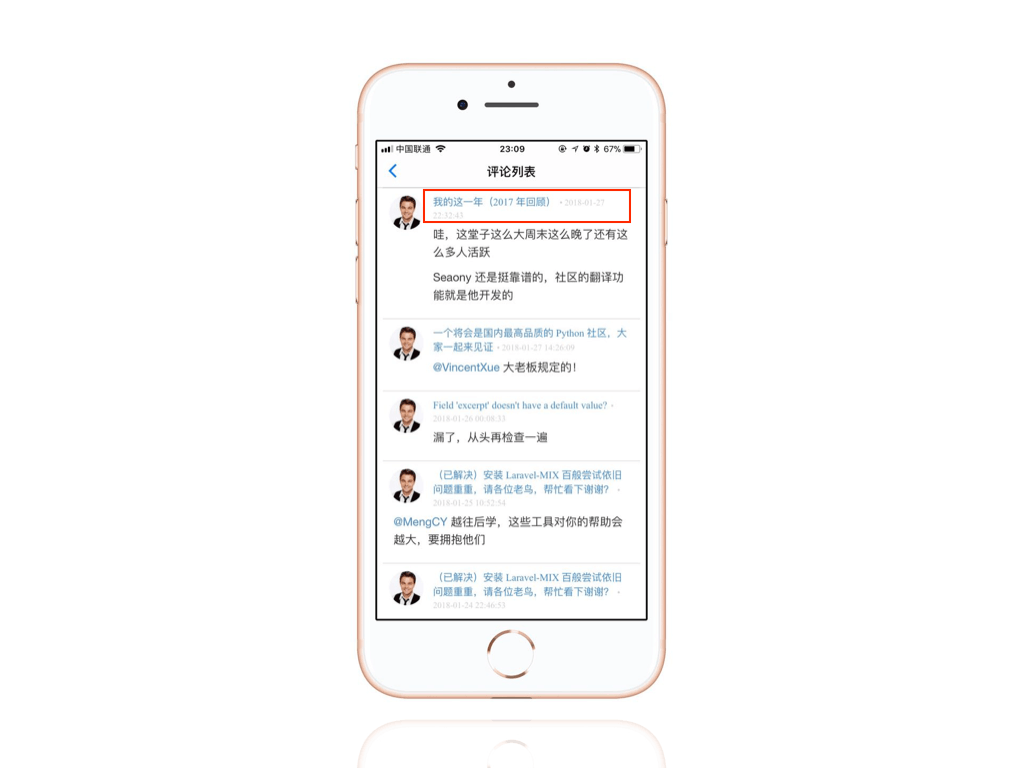 中国联通 23:09 67%
评论列表
我的这一年（2017 年回顾） • 2018-01-27
22:32:43
哇，这堂子这么大周末这么晚了还有这
么多人活跃
Seaony 还是挺靠谱的，社区的翻译功
能就是他开发的
一个将会是国内最高品质的 Python 社区，大
家一起来见证 • 2018-01-27 14:26:09
@VincentXue 大老板规定的！
Field 'excerpt' doesn't have a default value? •
2018-01-26 00:08:33
漏了，从头再检查一遍
（已解决）安装 Laravel-MIX 百般尝试依旧
问题重重，请各位老鸟，帮忙看下谢谢？ •
2018-01-25 10:52:54
@MengCY 越往后学，这些工具对你的帮助会
越大，要拥抱他们
（已解决）安装 Laravel-MIX 百般尝试依旧
问题重重，请各位老鸟，帮忙看下谢谢？ •
2018-01-24 22:46:53